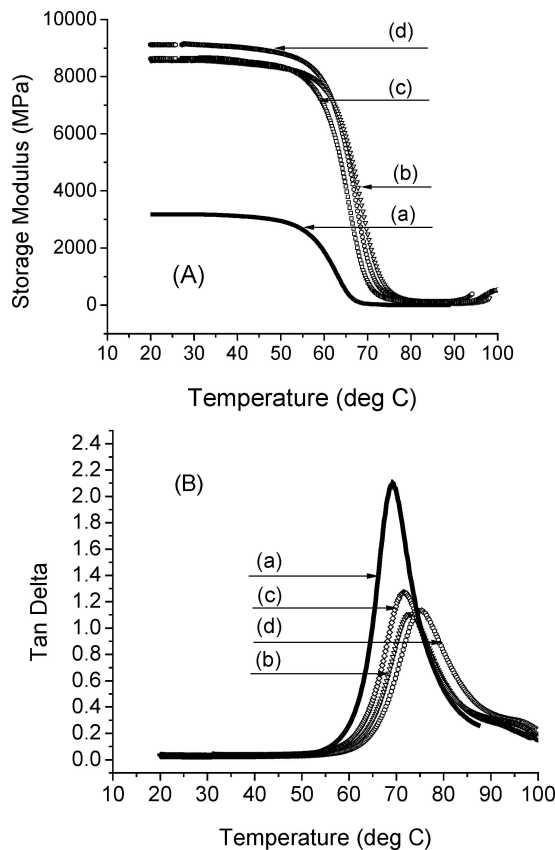 10000
8000
6000
4000
2000
0
Storage Modulus (MPa)
(d)
(c)
(b)
(a)
(A)
10 20 30 40 50 60 70 80 90 100
Temperature (deg C)
2.4
2.2
2.0
1.8
1.6
1.4
1.2
1.0
0.8
0.6
0.4
0.2
0.0
Tan Delta
(B)
(a)
(c)
(d)
(b)
10 20 30 40 50 60 70 80 90 100
Temperature (deg C)